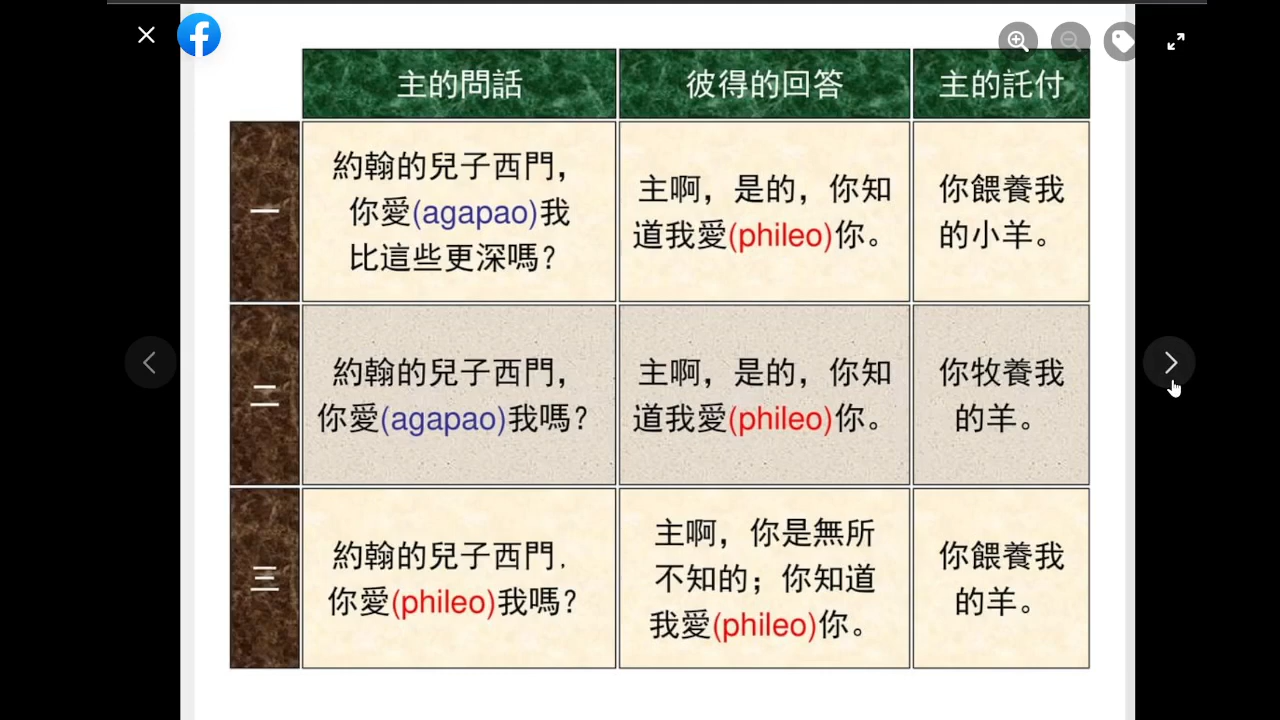 主的問話
彼得的回答
主的託付
一
約翰的兒子西門，
你愛(agapao)我
比這些更深嗎？
主啊，是的，你知
道我愛(phileo)你。
你餵養我
的小羊。
二
約翰的兒子西門，
你愛(agapao)我嗎？
主啊，是的，你知
道我愛(phileo)你。
你牧養我
的羊。
三
約翰的兒子西門，
你愛(phileo)我嗎？
主啊，你是無所
不知的；你知道
我愛(phileo)你。
你餵養我
的羊。